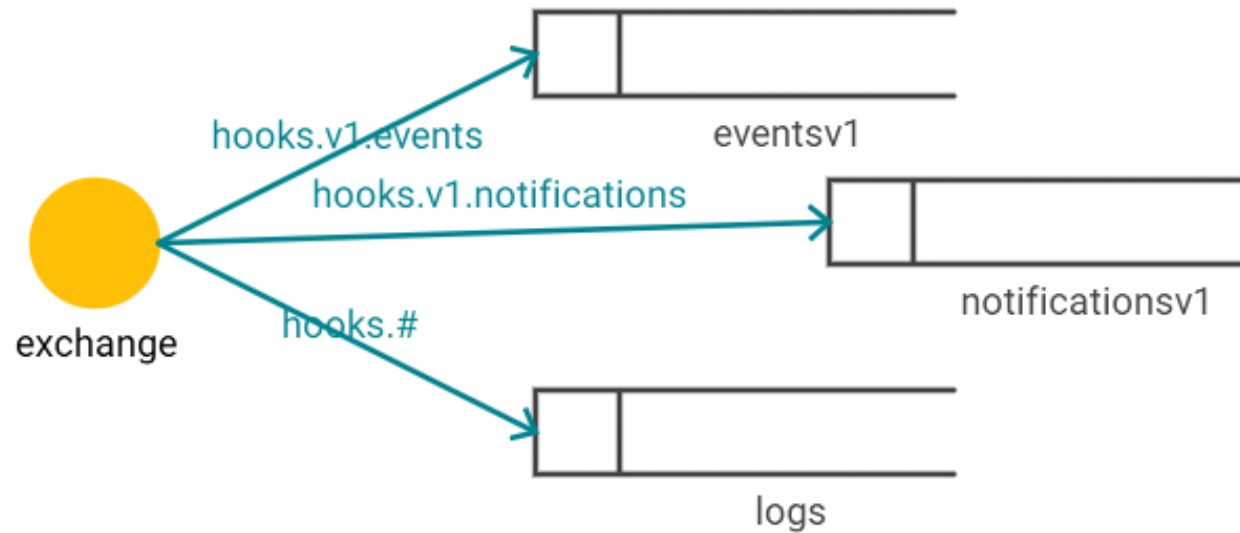 hooks.v1.events
eventsv1
hooks.v1.notifications
notificationsv1
hooks.#
exchange
logs